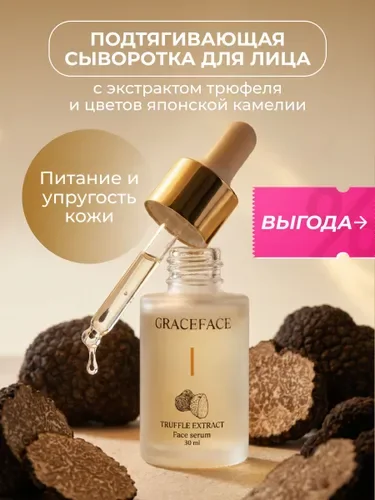 ПОДТЯГИВАЮЩАЯ
СЫВОРОТКА ДЛЯ ЛИЦА
с экстрактом трюфеля
и цветов японской камелии
Питание и
упругость
кожи
ВЫГОДА→
GRACEFACE
TRUFFLE EXTRACT
Face serum
30 ml